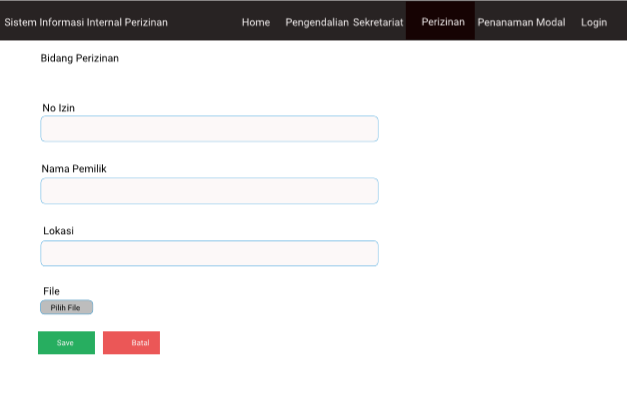 Sistem Informasi Internal Perizinan Home Pengendalian Sekretariat Perizinan Penanaman Modal Login
Bidang Perizinan
No Izin
Nama Pemilik
Lokasi
File
Pilih File
Save Batal